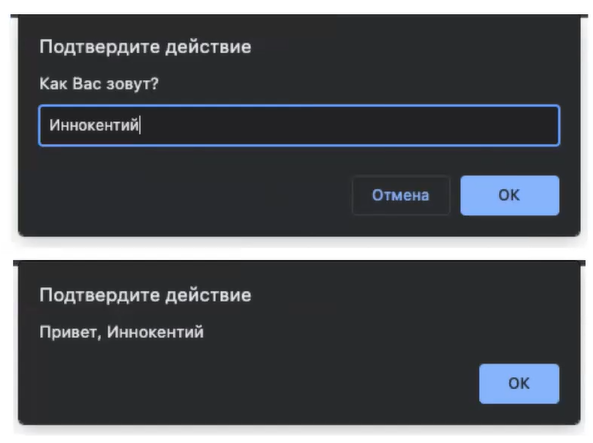 Подтвердите действие
Как Вас зовут?
Иннокентий
Отмена OK
Подтвердите действие
Привет, Иннокентий
OK